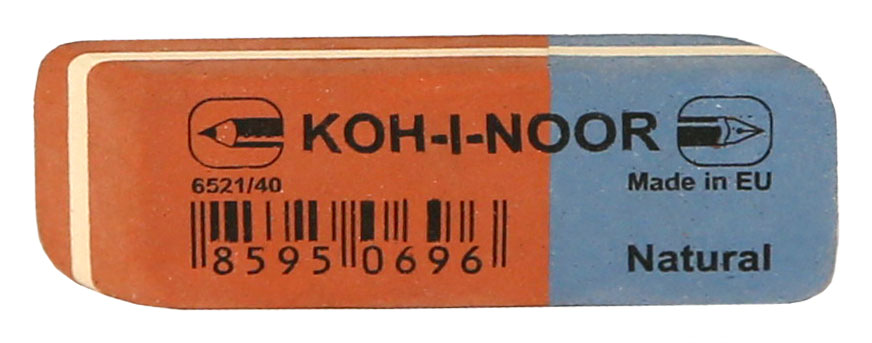 KOH-I-NOOR
6521/40
Made in EU
8595 0696
Natural